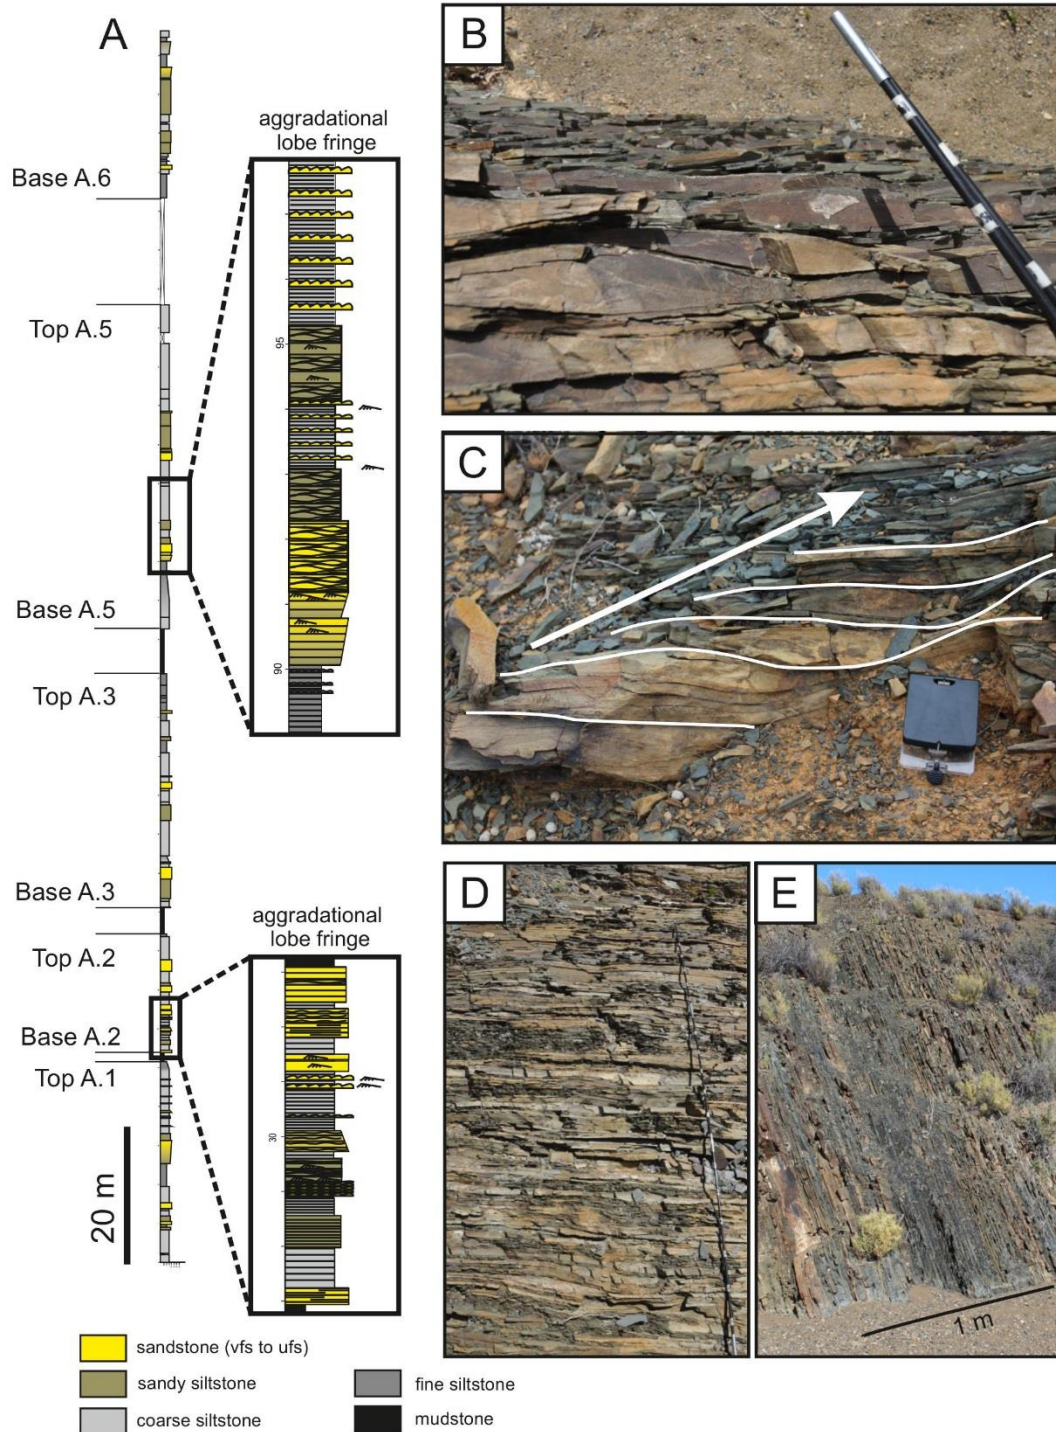 A
aggradational
lobe fringe
Base A.6
Top A.5
95
90
Base A.5
Top A.3
Base A.3
Top A.2
aggradational
lobe fringe
Base A.2
Top A.1
30
20 m
B
C
D
E
1 m
sandstone (vfs to ufs)
sandy siltstone
coarse siltstone
fine siltstone
mudstone